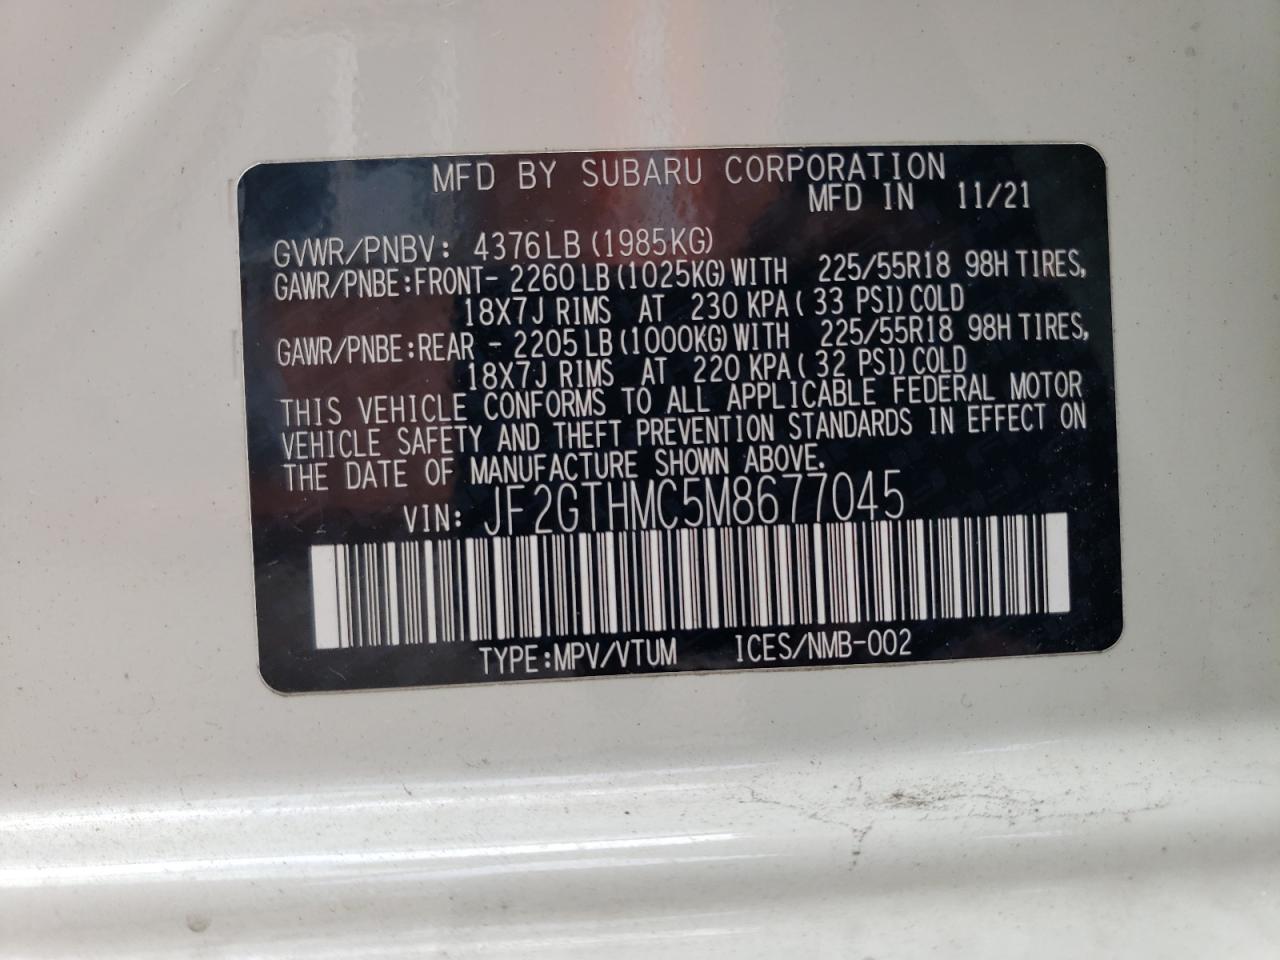 MFD BY SUBARU CORPORATION
MFD IN 11/21
GVWR/PNBV: 4376LB(1985KG)
GAWR/PNBE:FRONT- 2260LB(1025KG)WITH 225/55R18 98H TIRES,
18X7J RIMS AT 230 KPA( 33 PSI)COLD
GAWR/PNBE:REAR - 2205LB(1000KG)WITH 225/55R18 98H TIRES,
18X7J RIMS AT 220 KPA( 32 PSI)COLD
THIS VEHICLE CONFORMS TO ALL APPLICABLE FEDERAL MOTOR
VEHICLE SAFETY AND THEFT PREVENTION STANDARDS IN EFFECT ON
THE DATE OF MANUFACTURE SHOWN ABOVE.
VIN: JF2GTHMC5M8677045
TYPE:MPV/VTUM ICES/NMB-002